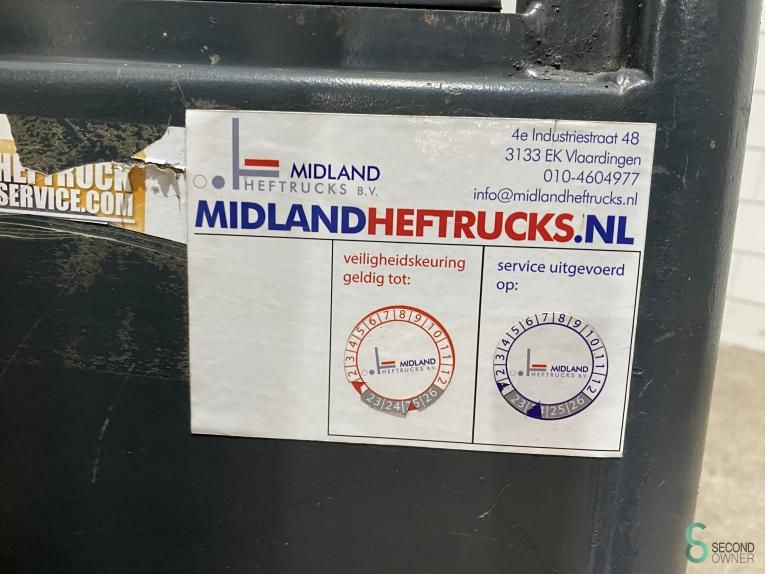 HEFTRUCK
SERVICE.COM
MIDLAND
HEFTRUCKS B.V.
4e Industriestraat 48
3133 EK Vlaardingen
010-4604977
info@midlandheftrucks.nl
MIDLANDHEFTRUCKS.NL
veiligheidskeuring
geldig tot:
2 3 4 5 6 7 8 9 10 11 12
MIDLAND
HEFTRUCKS B.V.
23 24 26
service uitgevoerd
op:
2 3 4 5 6 7 8 9 10 11 12
MIDLAND
HEFTRUCKS B.V.
23 25 26
SECOND
OWNER